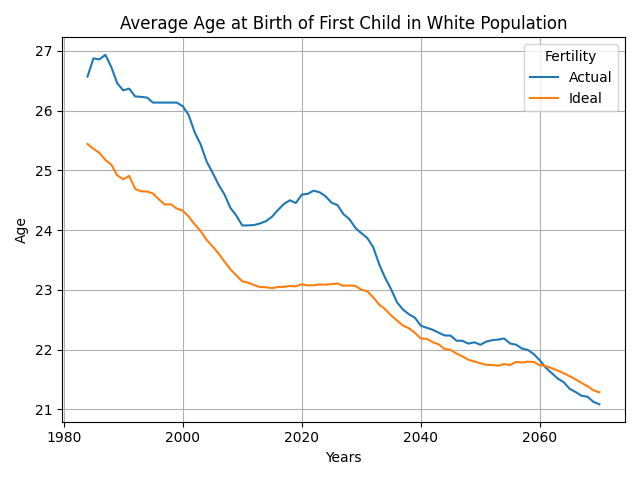 Average Age at Birth of First Child in White Population
27
26
25
24
23
22
21
Age
Fertility
Actual
Ideal
1980
2000
2020
2040
2060
Years